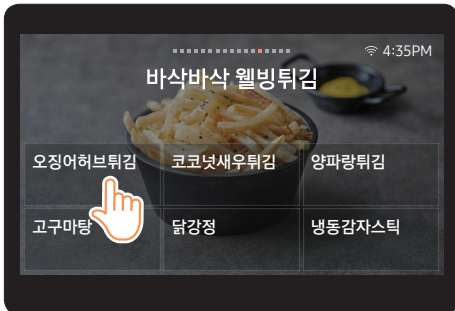 4:35PM
바삭바삭 웰빙튀김
오징어허브튀김 코코넛새우튀김 양파랑튀김
고구마탕 닭강정 냉동감자스틱